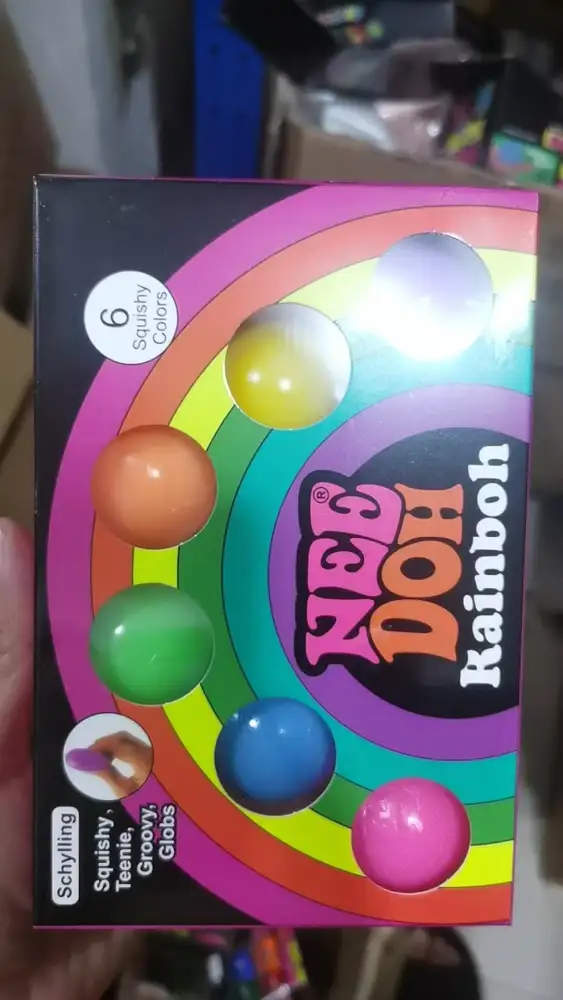 Schylling
Squishy,
Teenie,
Groovy,
Globs
6
Squishy
Colors
NEE®
DOH
Rainboh